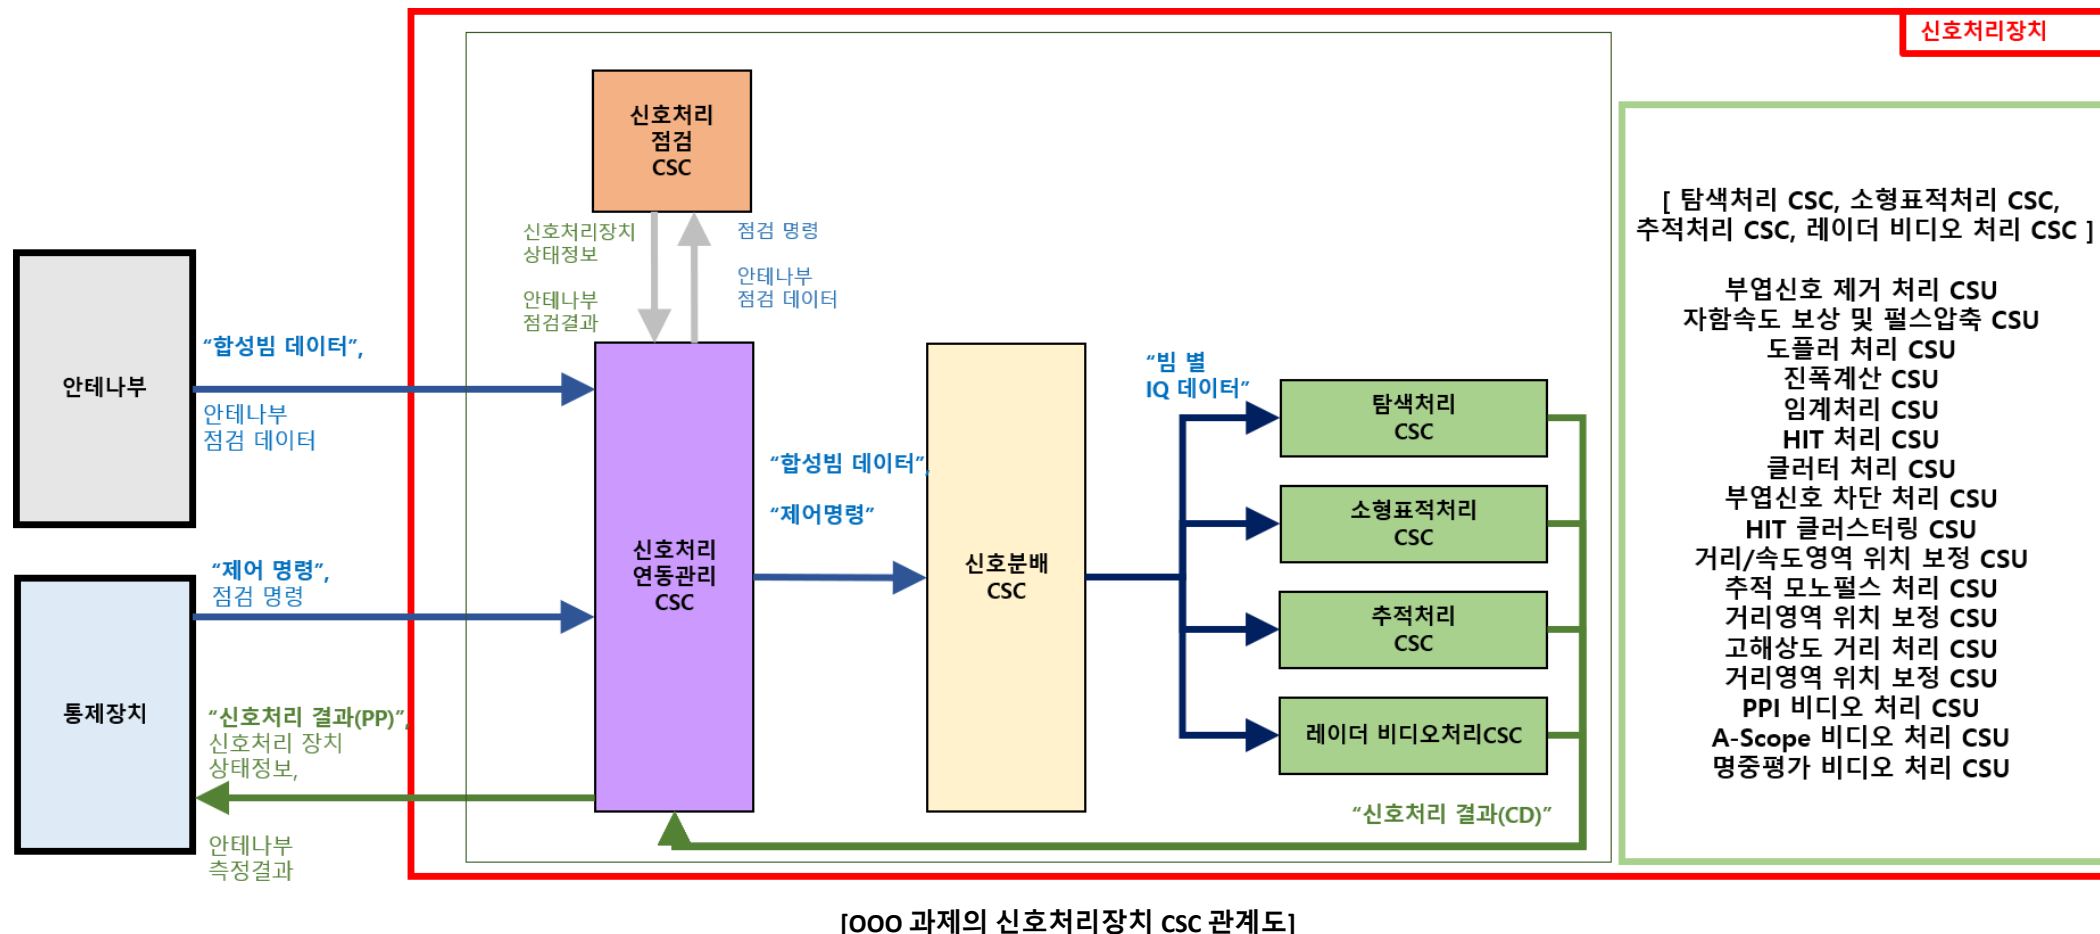 신호처리장치
신호처리
점검
CSC
신호처리장치
상태정보
안테나부
점검결과
점검 명령
안테나부
점검 데이터
안테나부
“합성빔 데이터”,
안테나부
점검 데이터
통제장치
“제어 명령”,
점검 명령
“신호처리 결과(PP)”,
신호처리 장치
상태정보,
안테나부
측정결과
신호처리
연동관리
CSC
“합성빔 데이터”,
“제어명령”
신호분배
CSC
“빔 별
IQ 데이터”
탐색처리
CSC
소형표적처리
CSC
추적처리
CSC
레이더 비디오처리CSC
“신호처리 결과(CD)”
[ 탐색처리 CSC, 소형표적처리 CSC,
추적처리 CSC, 레이더 비디오 처리 CSC ]
부엽신호 제거 처리 CSU
자함속도 보상 및 펄스압축 CSU
도플러 처리 CSU
진폭계산 CSU
임계처리 CSU
HIT 처리 CSU
클러터 처리 CSU
부엽신호 차단 처리 CSU
HIT 클러스터링 CSU
거리/속도영역 위치 보정 CSU
추적 모노펄스 처리 CSU
거리영역 위치 보정 CSU
고해상도 거리 처리 CSU
거리영역 위치 보정 CSU
PPI 비디오 처리 CSU
A-Scope 비디오 처리 CSU
명중평가 비디오 처리 CSU
[OOO 과제의 신호처리장치 CSC 관계도]